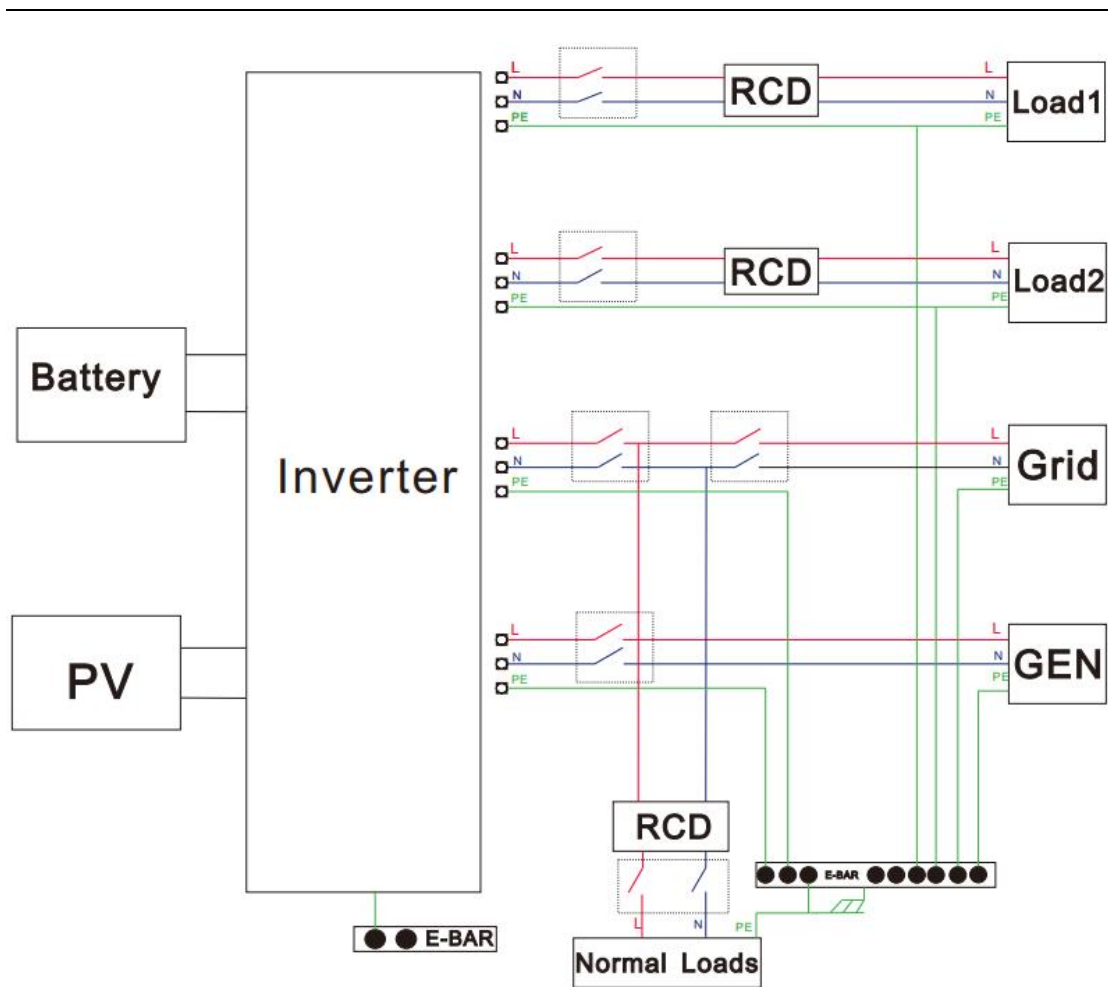 L
N
PE
RCD
L
N
PE
Load1
L
N
PE
RCD
L
N
PE
Load2
Battery
Inverter
L
N
PE
L
N
PE
Grid
PV
L
N
PE
L
N
PE
GEN
RCD
E-BAR
L
N
PE
E-BAR
Normal Loads